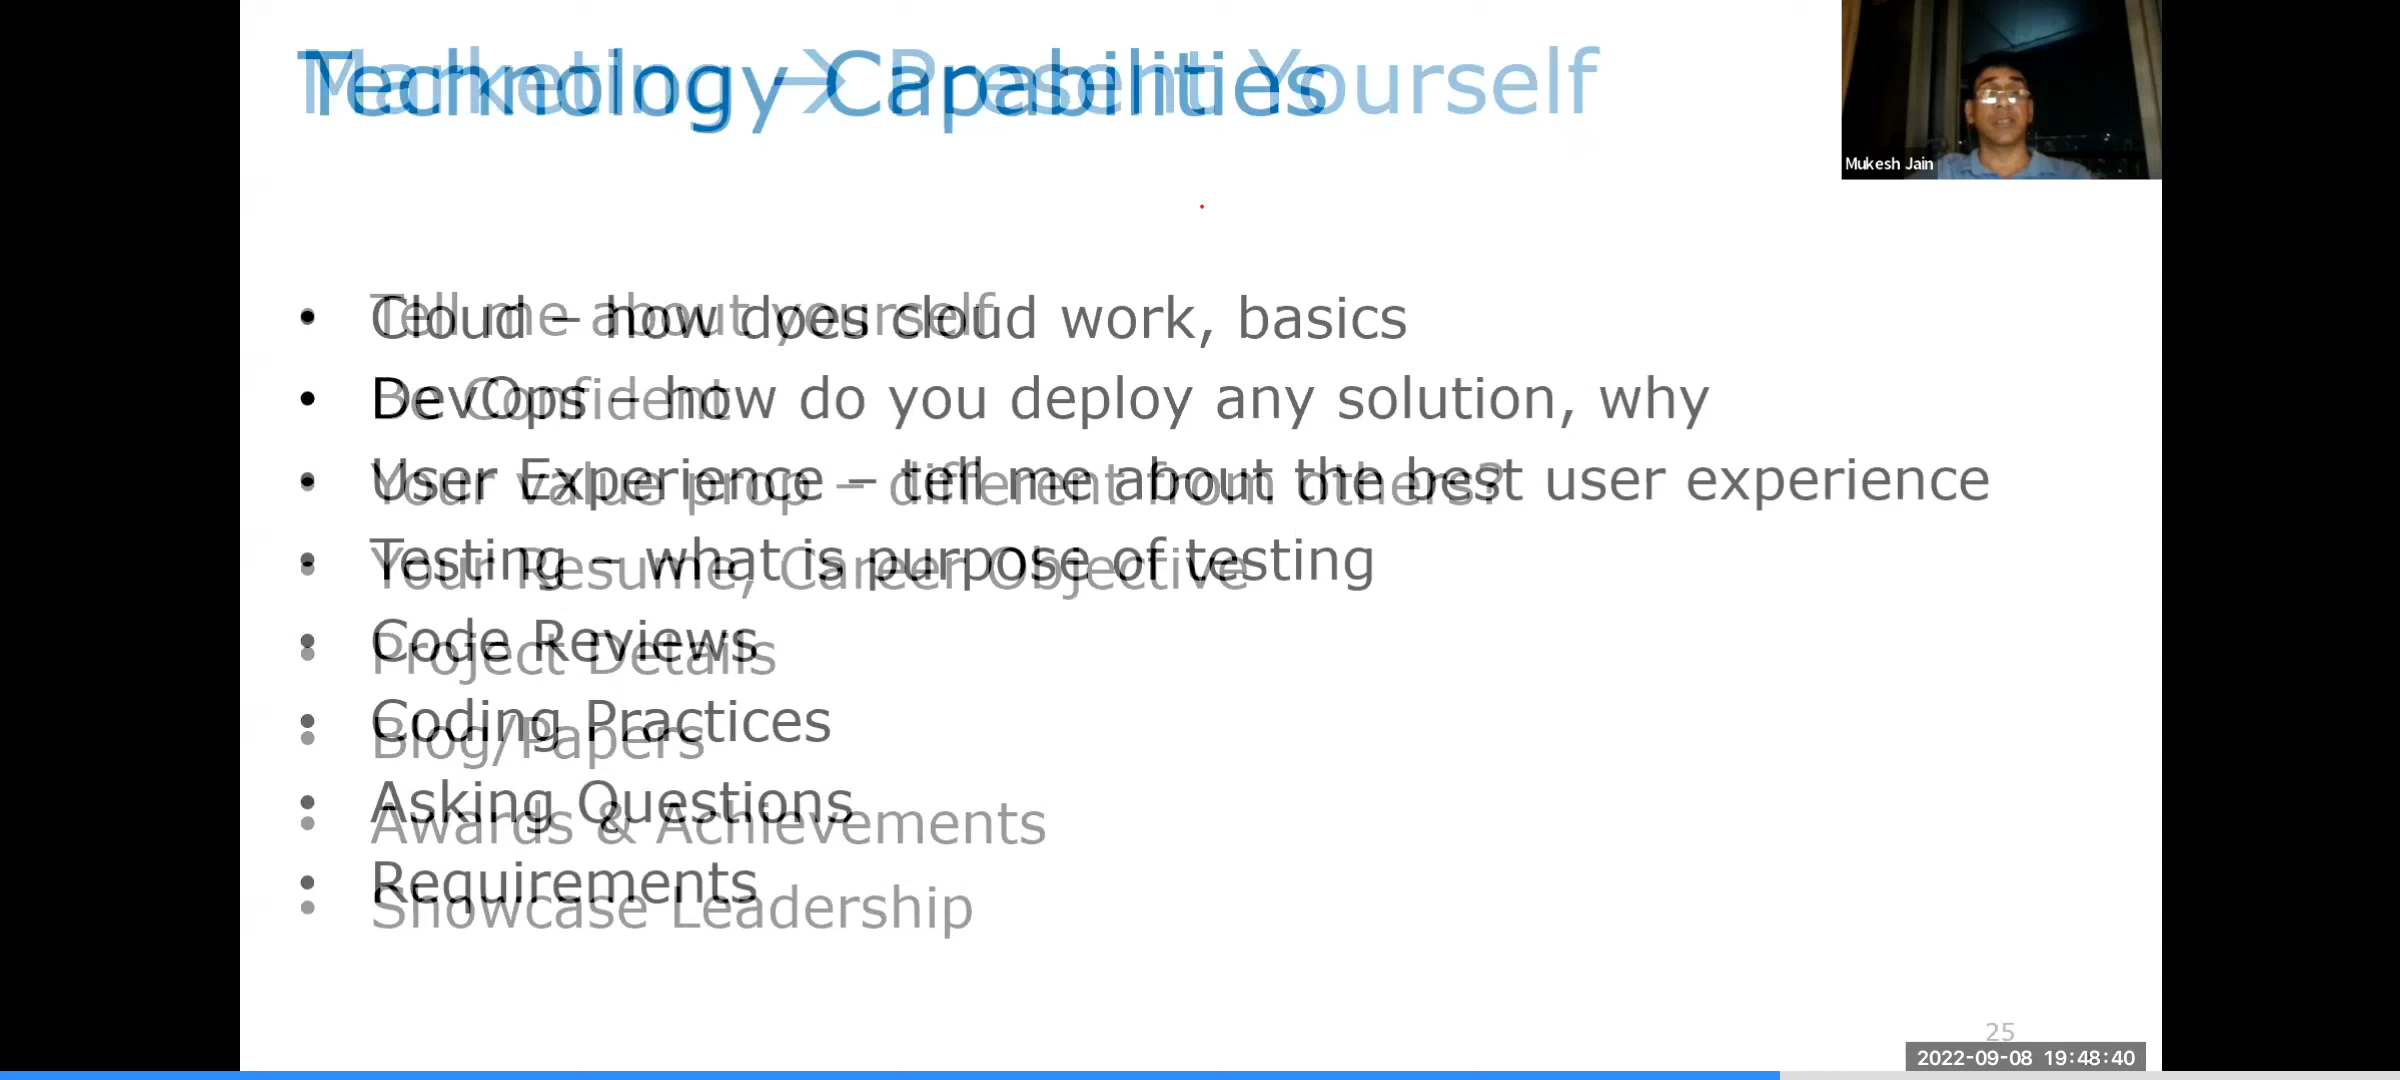 Technology Capabilities
Marketing → Present Yourself
Mukesh Jain
• Cloud – how does cloud work, basics
• Tell me about yourself
• DevOps – how do you deploy any solution, why
• Be Confident
• User Experience – tell me about the best user experience
• Your value prop – different from others?
• Testing – what is purpose of testing
• Your Resume, Career Objective
• Code Reviews
• Project Details
• Coding Practices
• Blog/Papers
• Asking Questions
• Awards & Achievements
• Requirements
• Showcase Leadership
25
2022-09-08 19:48:40